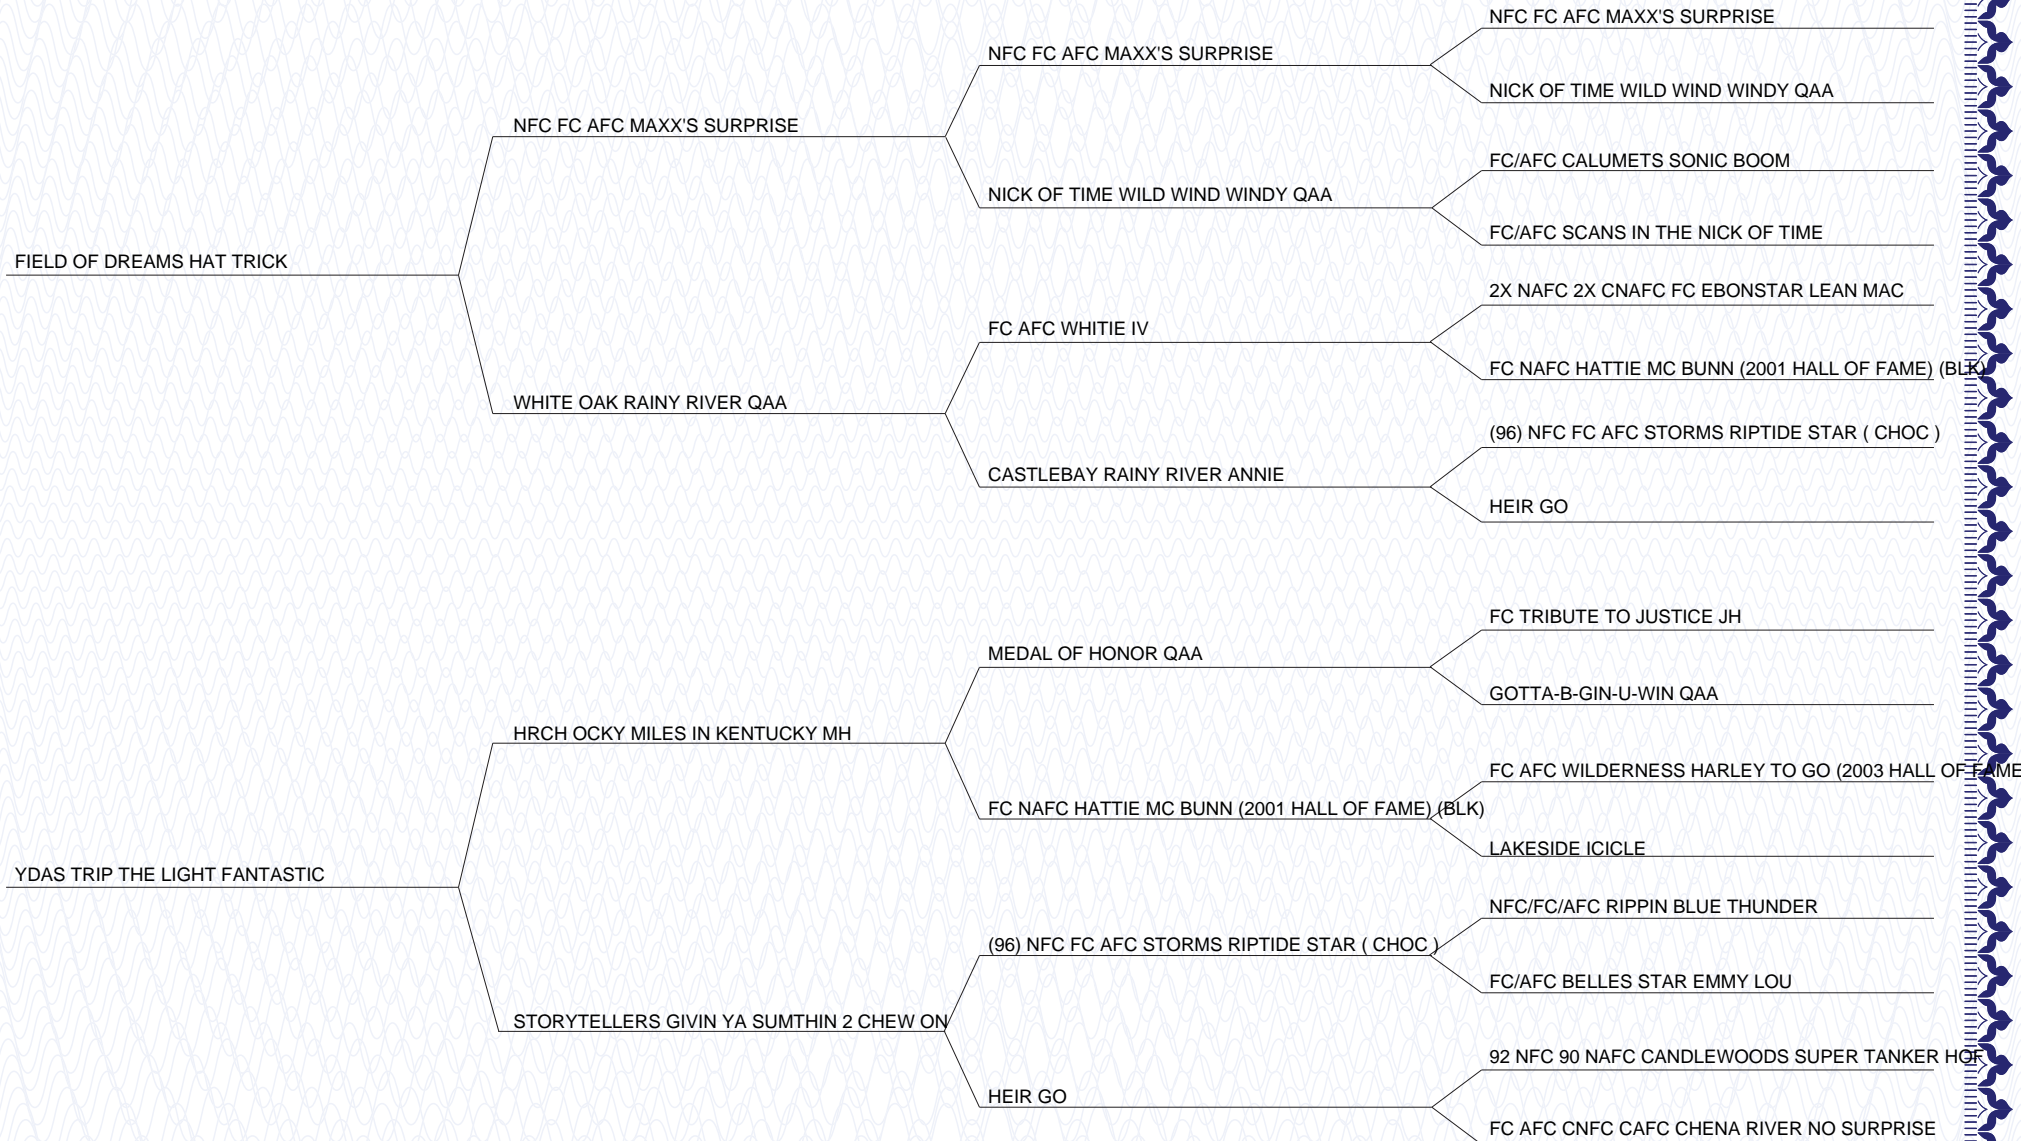 NFC FC AFC MAXX'S SURPRISE
NFC FC AFC MAXX'S SURPRISE
NICK OF TIME WILD WIND WINDY QAA
NFC FC AFC MAXX'S SURPRISE
FC/AFC CALUMETS SONIC BOOM
NICK OF TIME WILD WIND WINDY QAA
FC/AFC SCANS IN THE NICK OF TIME
FIELD OF DREAMS HAT TRICK
2X NAFC 2X CNAFC FC EBONSTAR LEAN MAC
FC AFC WHITIE IV
FC NAFC HATTIE MC BUNN (2001 HALL OF FAME) (BLK)
WHITE OAK RAINY RIVER QAA
(96) NFC FC AFC STORMS RIPTIDE STAR ( CHOC )
CASTLEBAY RAINY RIVER ANNIE
HEIR GO
FC TRIBUTE TO JUSTICE JH
MEDAL OF HONOR QAA
GOTTA-B-GIN-U-WIN QAA
HRCH OCKY MILES IN KENTUCKY MH
FC AFC WILDERNESS HARLEY TO GO (2003 HALL OF FAME
FC NAFC HATTIE MC BUNN (2001 HALL OF FAME) (BLK)
LAKESIDE ICICLE
YDAS TRIP THE LIGHT FANTASTIC
NFC/FC/AFC RIPPIN BLUE THUNDER
(96) NFC FC AFC STORMS RIPTIDE STAR ( CHOC )
FC/AFC BELLES STAR EMMY LOU
STORYTELLERS GIVIN YA SUMTHIN 2 CHEW ON
92 NFC 90 NAFC CANDLEWOODS SUPER TANKER HOF
HEIR GO
FC AFC CNFC CAFC CHENA RIVER NO SURPRISE